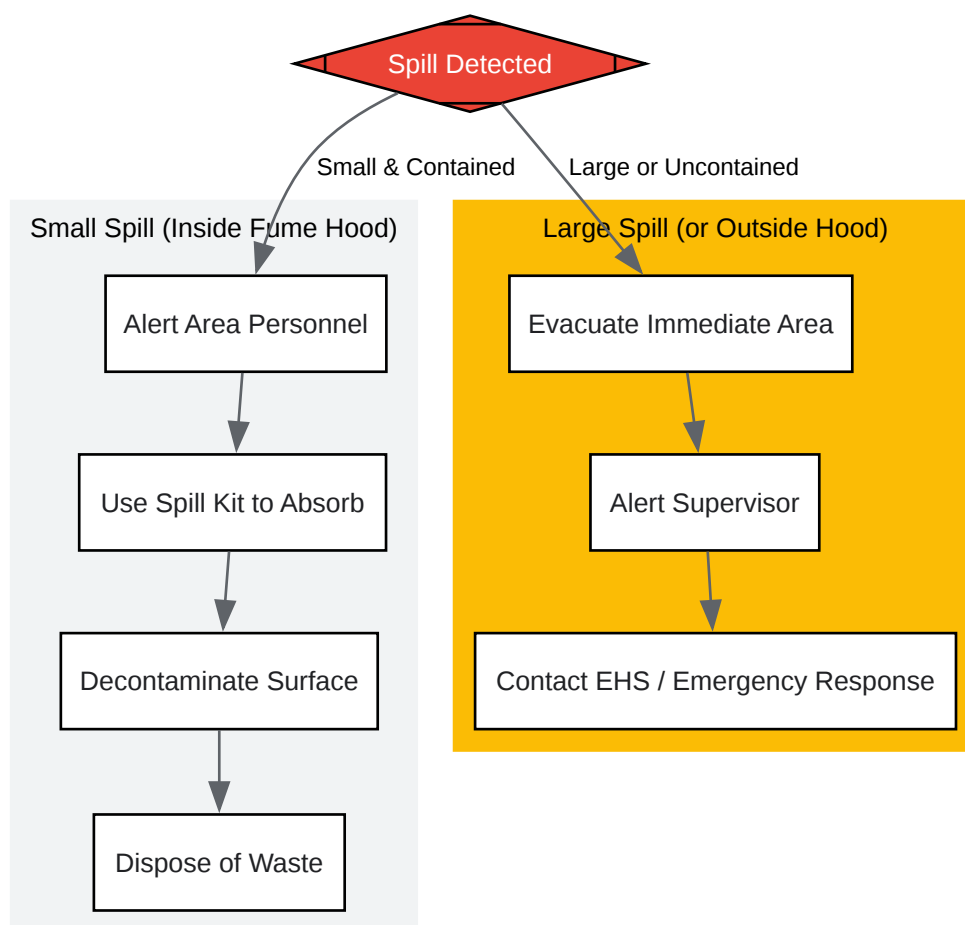 Spill Detected
Small & Contained
Large or Uncontained
Small Spill (Inside Fume Hood)
Large Spill (or Outside Hood)
Alert Area Personnel
Evacuate Immediate Area
Use Spill Kit to Absorb
Alert Supervisor
Decontaminate Surface
Contact EHS / Emergency Response
Dispose of Waste